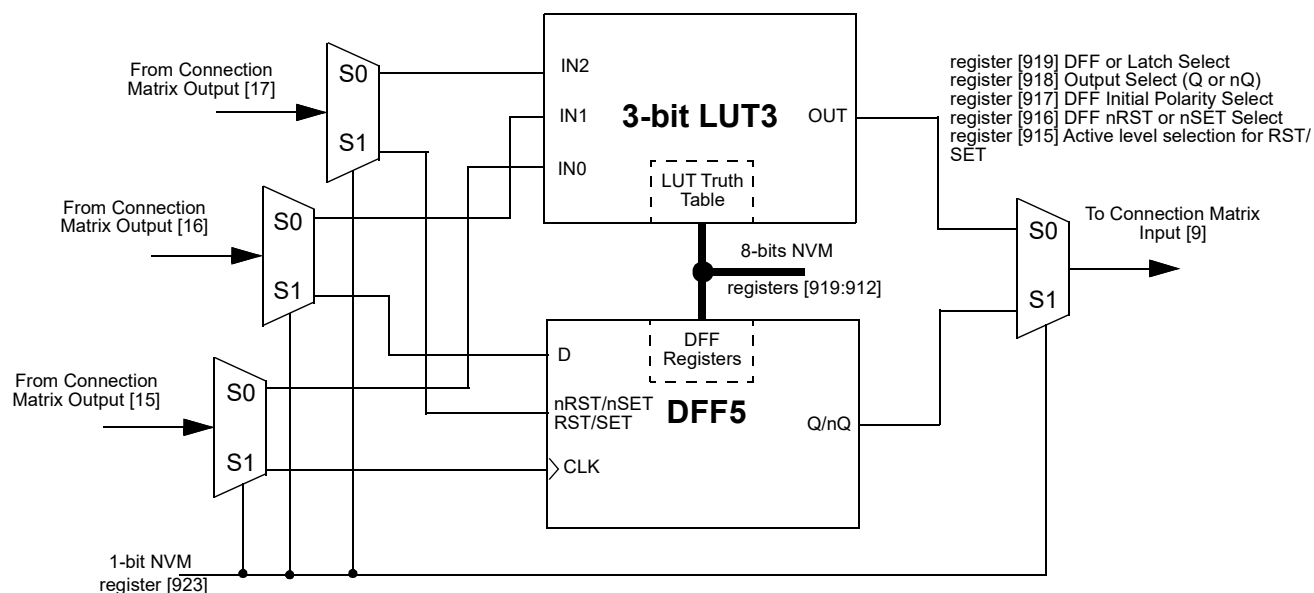 From Connection
Matrix Output [17]
S0
S1
IN2
IN1
IN0
3-bit LUT3
OUT
LUT Truth
Table
register [919] DFF or Latch Select
register [918] Output Select (Q or nQ)
register [917] DFF Initial Polarity Select
register [916] DFF nRST or nSET Select
register [915] Active level selection for RST/
SET
From Connection
Matrix Output [16]
S0
S1
8-bits NVM
registers [919:912]
To Connection Matrix
Input [9]
S0
S1
From Connection
Matrix Output [15]
S0
S1
D
nRST/nSET
RST/SET
CLK
DFF
Registers
DFF5
Q/nQ
1-bit NVM
register [923]